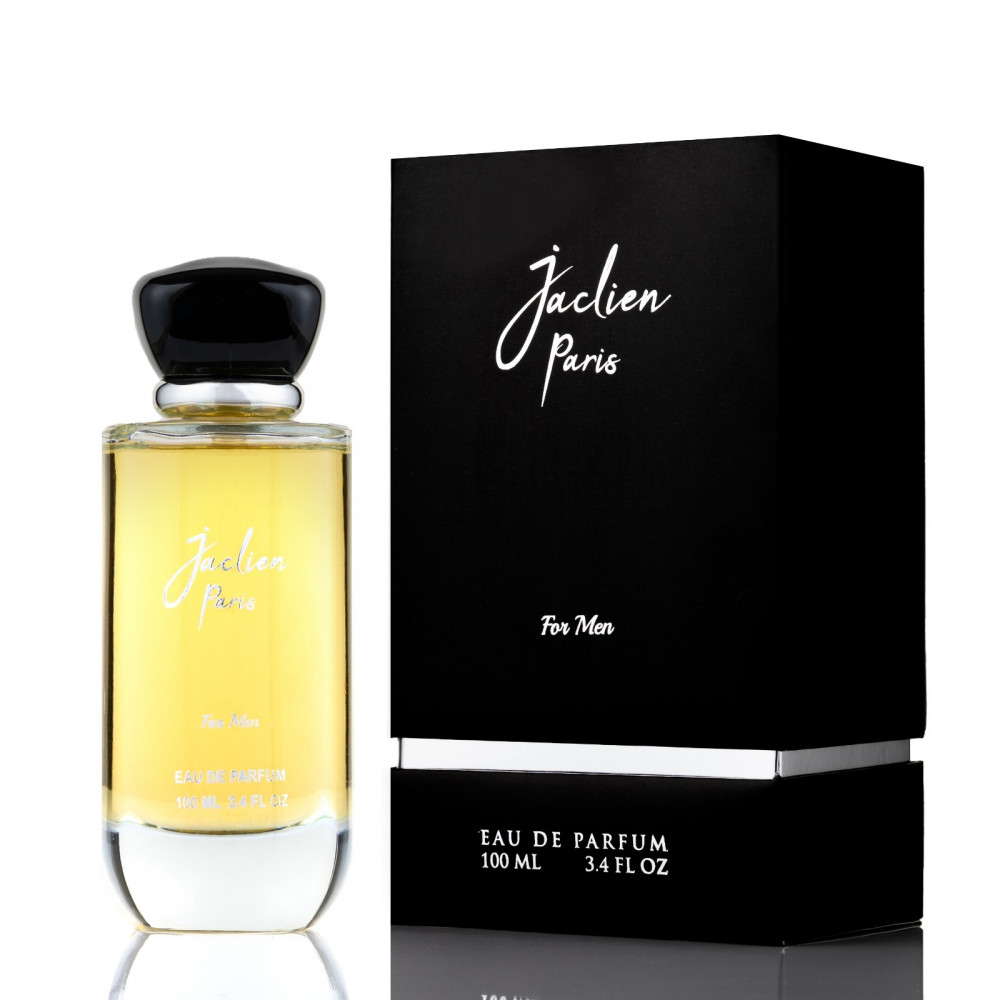 Jaclien
Paris
For Men
EAU DE PARFUM
100 ML 3.4 FL OZ
Jaclien
Paris
For Men
EAU DE PARFUM
100 ML 3.4 FL OZ